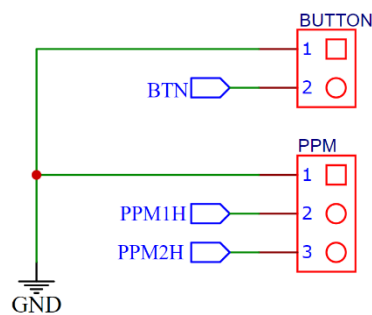 BUTTON
1
BTN 2
PPM
1
PPM1H 2
PPM2H 3
GND